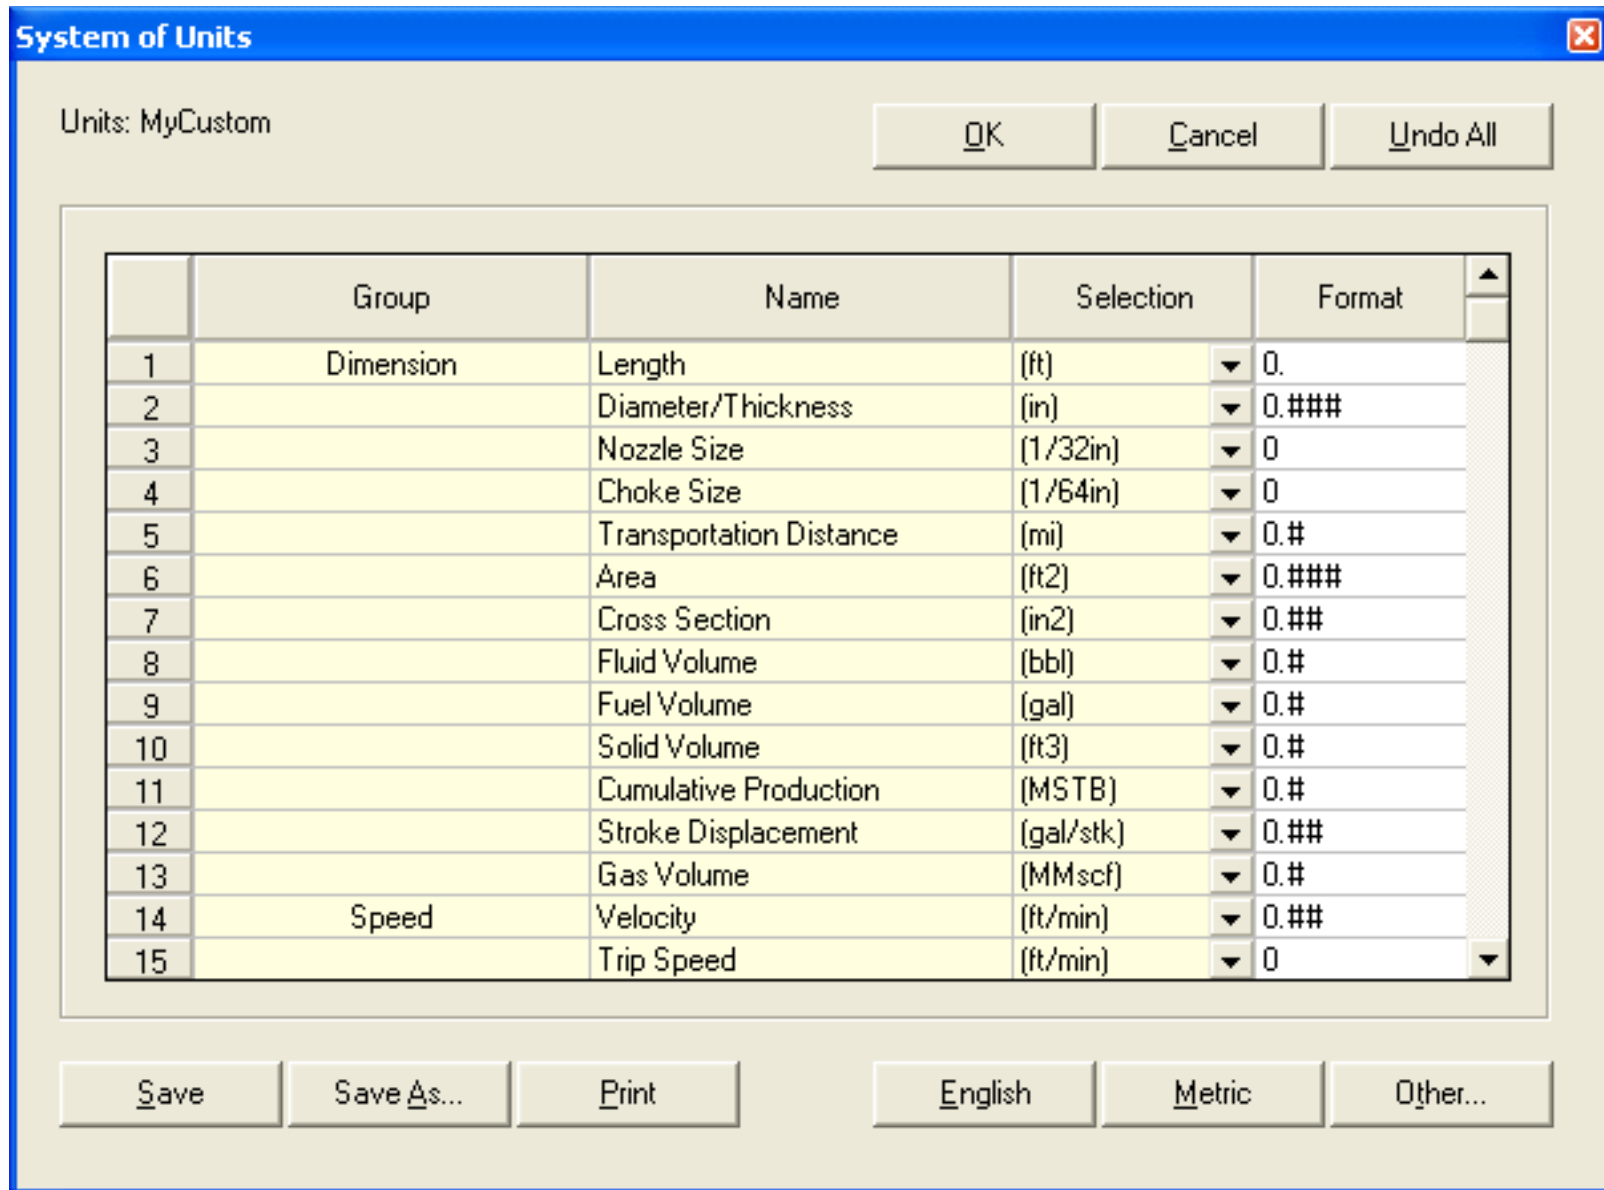 System of Units
Units: MyCustom
OK Cancel Undo All
Group Name Selection Format
1 Dimension Length (ft) 0.
2 Diameter/Thickness (in) 0.###
3 Nozzle Size (1/32in) 0
4 Choke Size (1/64in) 0
5 Transportation Distance (mi) 0.#
6 Area (ft2) 0.###
7 Cross Section (in2) 0.##
8 Fluid Volume (bbl) 0.#
9 Fuel Volume (gal) 0.#
10 Solid Volume (ft3) 0.#
11 Cumulative Production (MSTB) 0.#
12 Stroke Displacement (gal/stk) 0.##
13 Gas Volume (MMscf) 0.#
14 Speed Velocity (ft/min) 0.##
15 Trip Speed (ft/min) 0
Save Save As... Print English Metric Other...